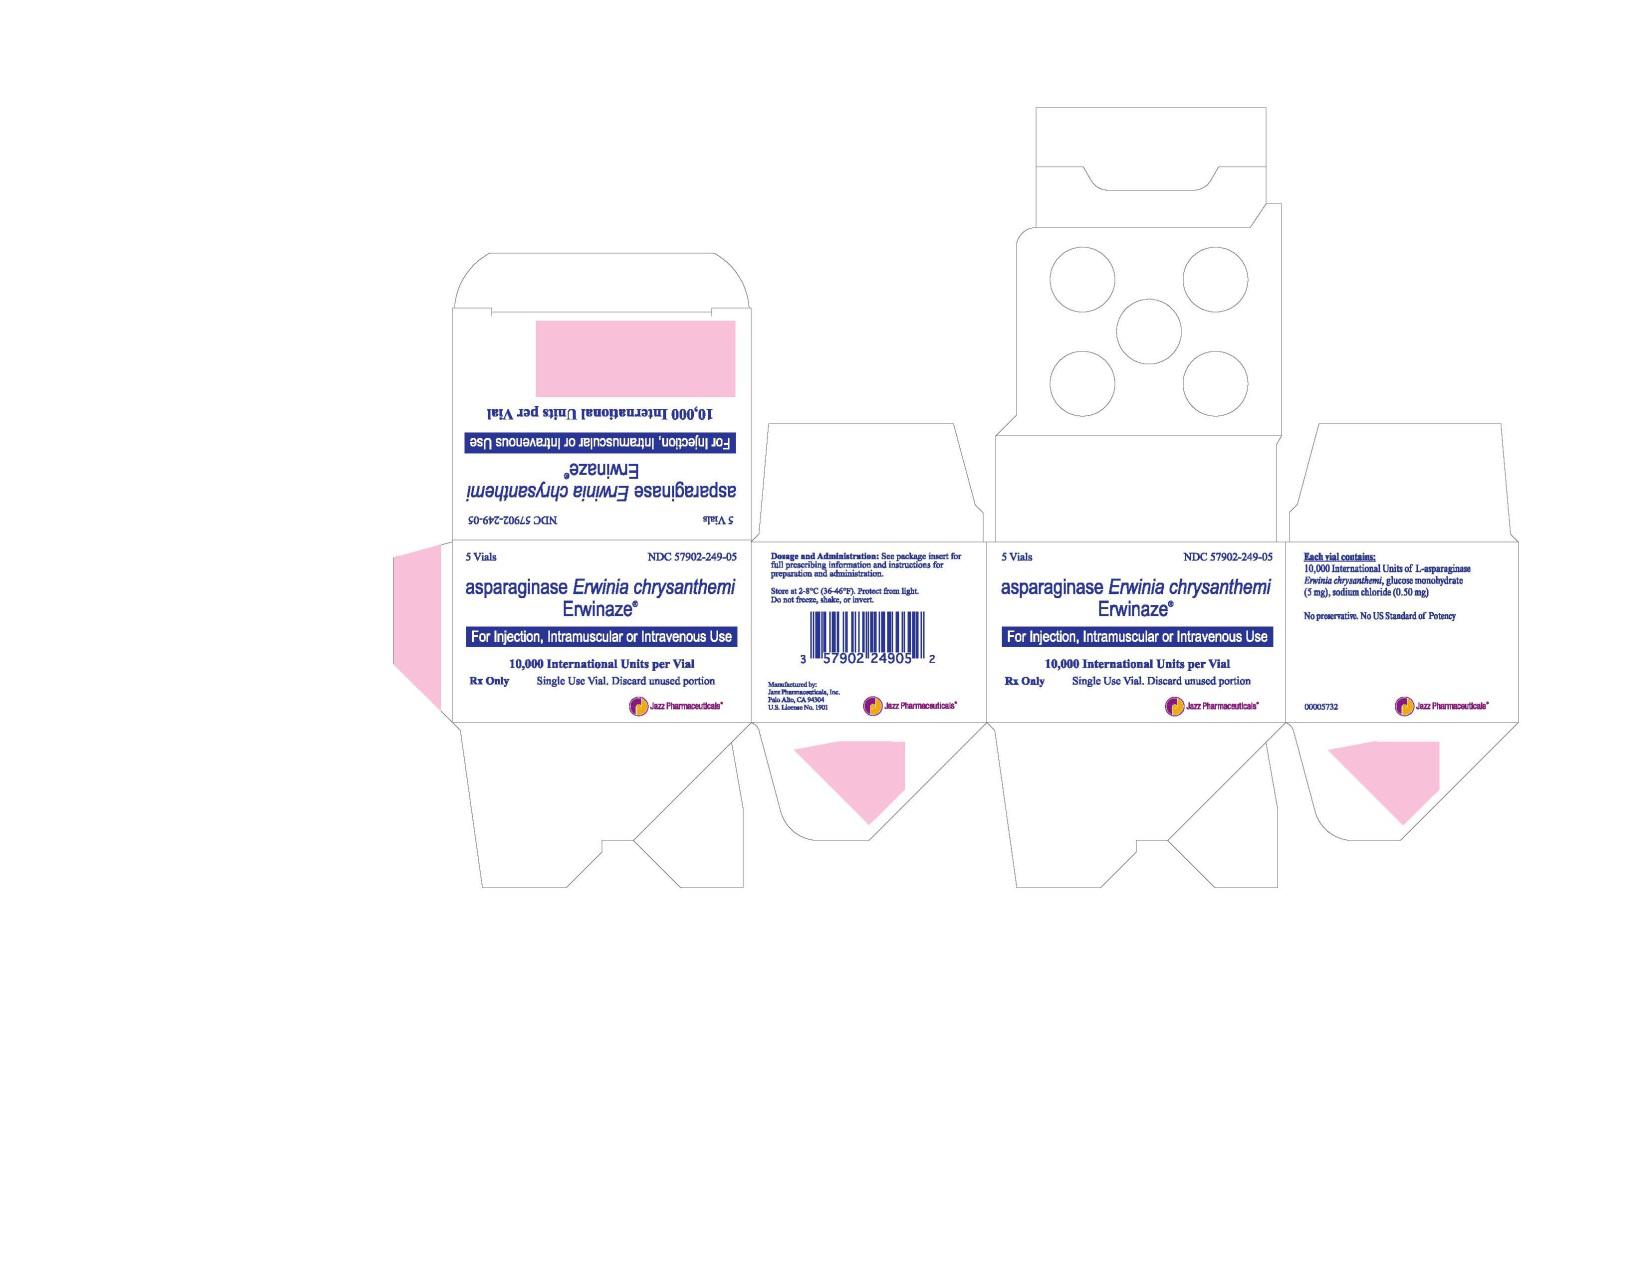 10,000 International Units per Vial
For Injection, Intramuscular or Intravenous Use
Erwinaze®
asparaginase Erwinia chrysanthemi
5 Vials NDC 57902-249-05
5 Vials NDC 57902-249-05
asparaginase Erwinia chrysanthemi
Erwinaze®
For Injection, Intramuscular or Intravenous Use
10,000 International Units per Vial
Rx Only Single Use Vial. Discard unused portion
Jazz Pharmaceuticals®
Dosage and Administration: See package insert for
full prescribing information and instructions for
preparation and administration.
Store at 2-8°C (36-46°F). Protect from light.
Do not freeze, shake, or invert.
3 57902 24905 2
Manufactured by:
Jazz Pharmaceuticals, Inc.
Palo Alto, CA 94304
U.S. License No. 1901
Jazz Pharmaceuticals®
5 Vials NDC 57902-249-05
asparaginase Erwinia chrysanthemi
Erwinaze®
For Injection, Intramuscular or Intravenous Use
10,000 International Units per Vial
Rx Only Single Use Vial. Discard unused portion
Jazz Pharmaceuticals®
Each vial contains:
10,000 International Units of L-asparaginase
Erwinia chrysanthemi, glucose monohydrate
(5 mg), sodium chloride (0.50 mg)
No preservative. No US Standard of Potency
00005732
Jazz Pharmaceuticals®